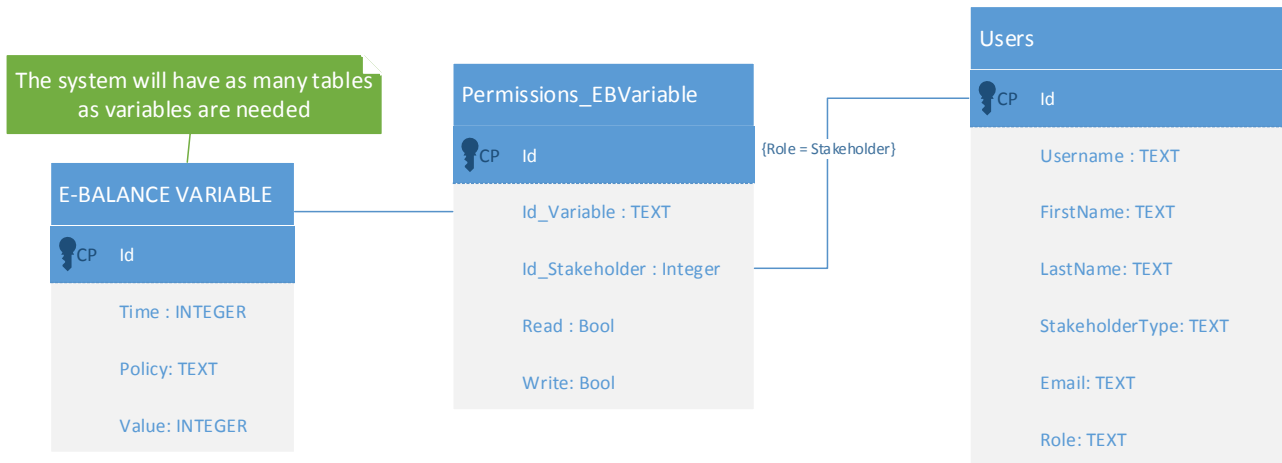 The system will have as many tables
as variables are needed
E-BALANCE VARIABLE
CP Id
Time : INTEGER
Policy: TEXT
Value: INTEGER
Permissions_EBVariable
CP Id
Id_Variable : TEXT
Id_Stakeholder : Integer
Read : Bool
Write: Bool
{Role = Stakeholder}
Users
CP Id
Username : TEXT
FirstName: TEXT
LastName: TEXT
StakeholderType: TEXT
Email: TEXT
Role: TEXT